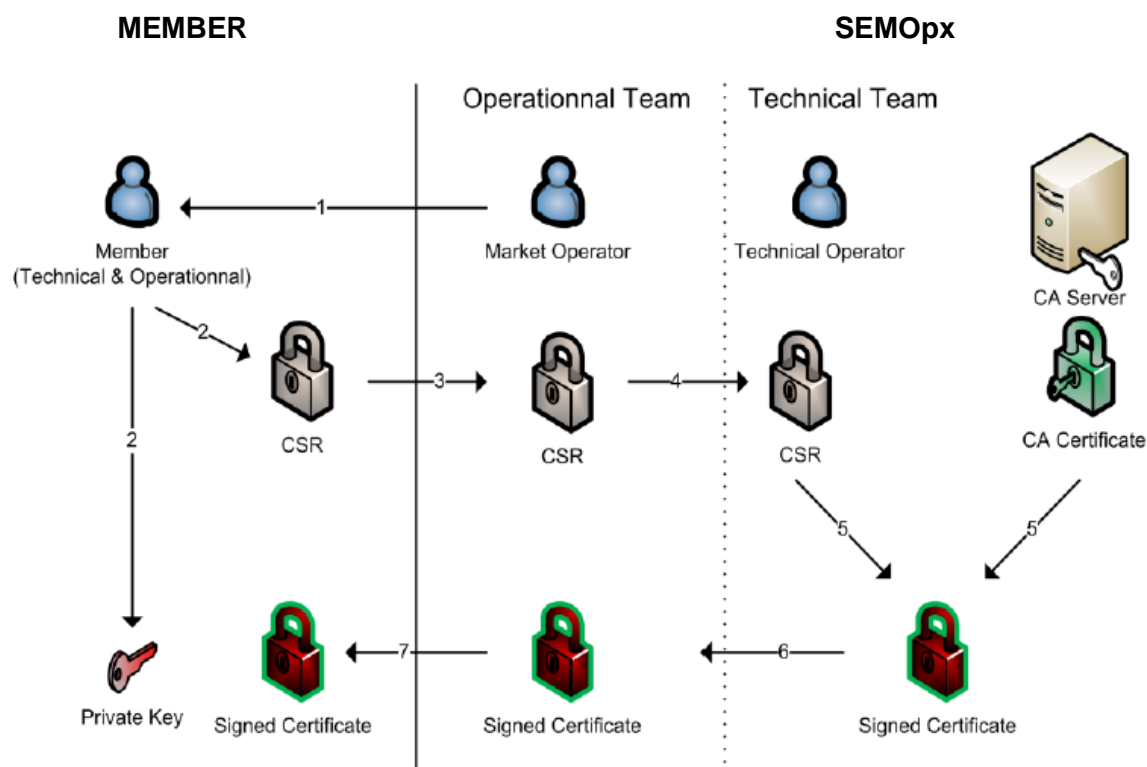 MEMBER
SEMOpx
Operationnal Team
Technical Team
1
Member
(Technical & Operationnal)
Market Operator
Technical Operator
CA Server
2
CSR
3
CSR
4
CSR
CA Certificate
2
5
5
Private Key
Signed Certificate
7
Signed Certificate
6
Signed Certificate